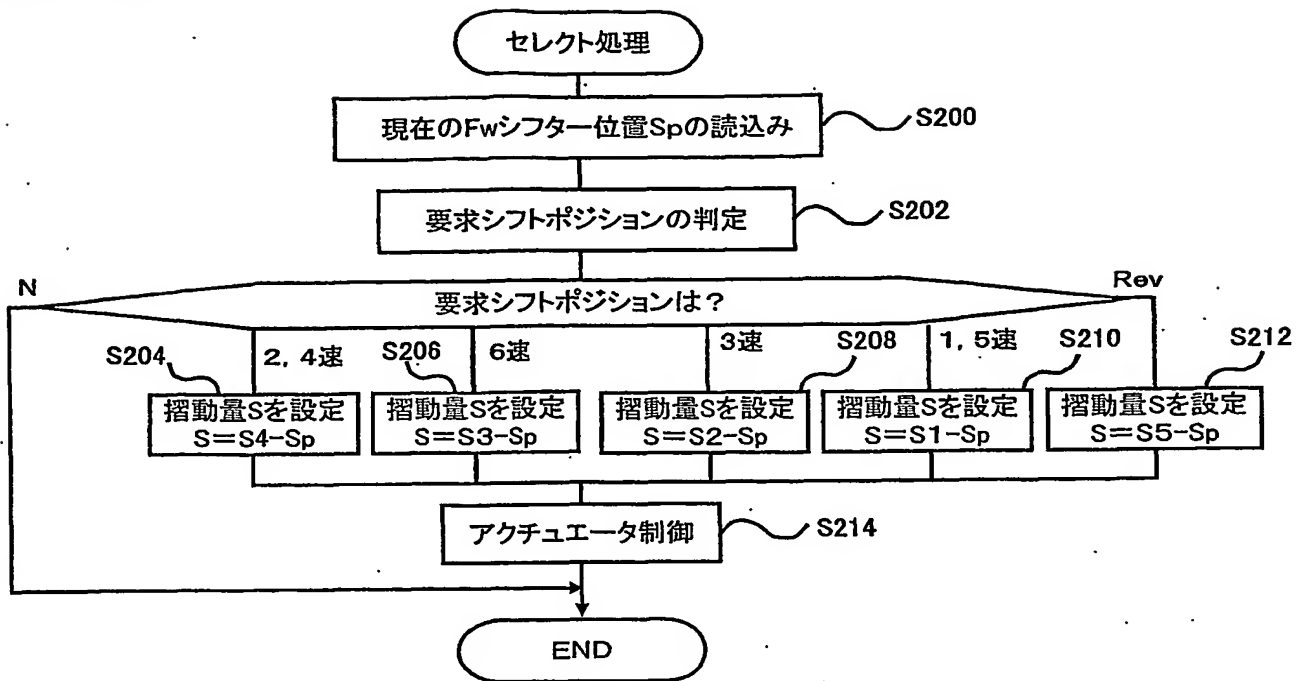 セレクト処理
現在のFwシフター位置Spの読込み
S200
要求シフトポジションの判定
S202
N
要求シフトポジションは?
Rev
S204
2, 4速
S206
6速
3速
S208
1, 5速
S210
S212
摺動量Sを設定
S=S4-Sp
摺動量Sを設定
S=S3-Sp
摺動量Sを設定
S=S2-Sp
摺動量Sを設定
S=S1-Sp
摺動量Sを設定
S=S5-Sp
アクチュエータ制御
S214
END